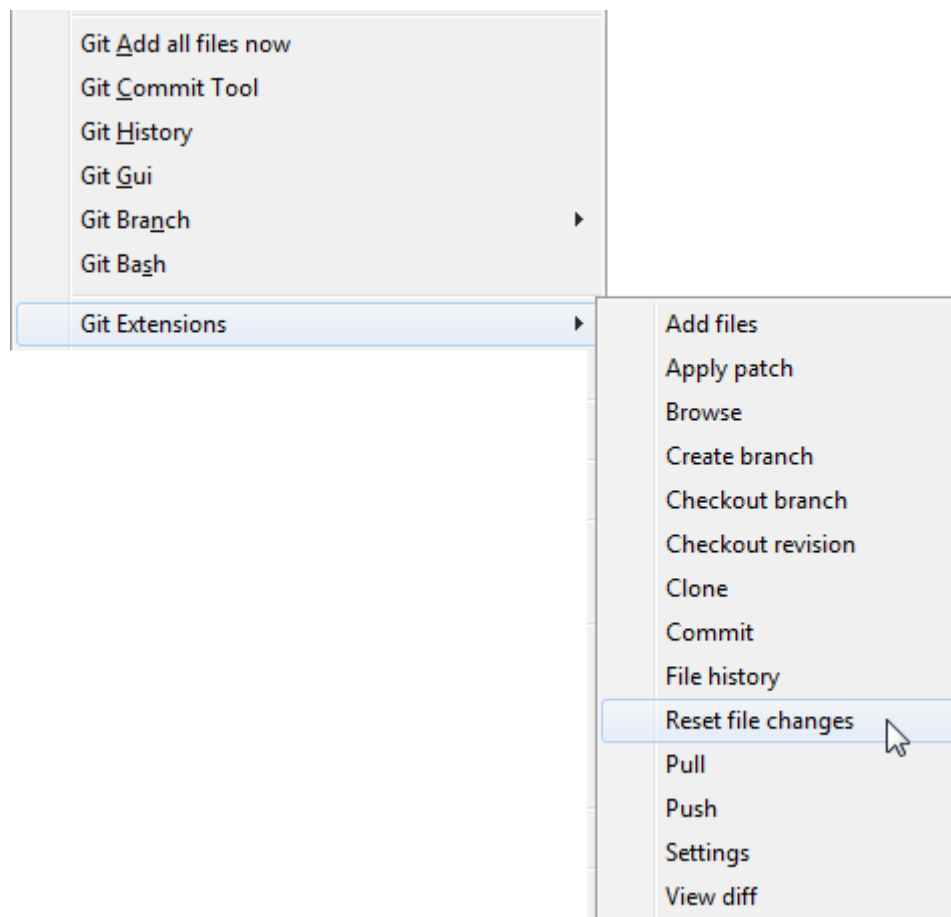 Git Add all files now
Git Commit Tool
Git History
Git Gui
Git Branch
Git Bash
Git Extensions
Add files
Apply patch
Browse
Create branch
Checkout branch
Checkout revision
Clone
Commit
File history
Reset file changes
Pull
Push
Settings
View diff